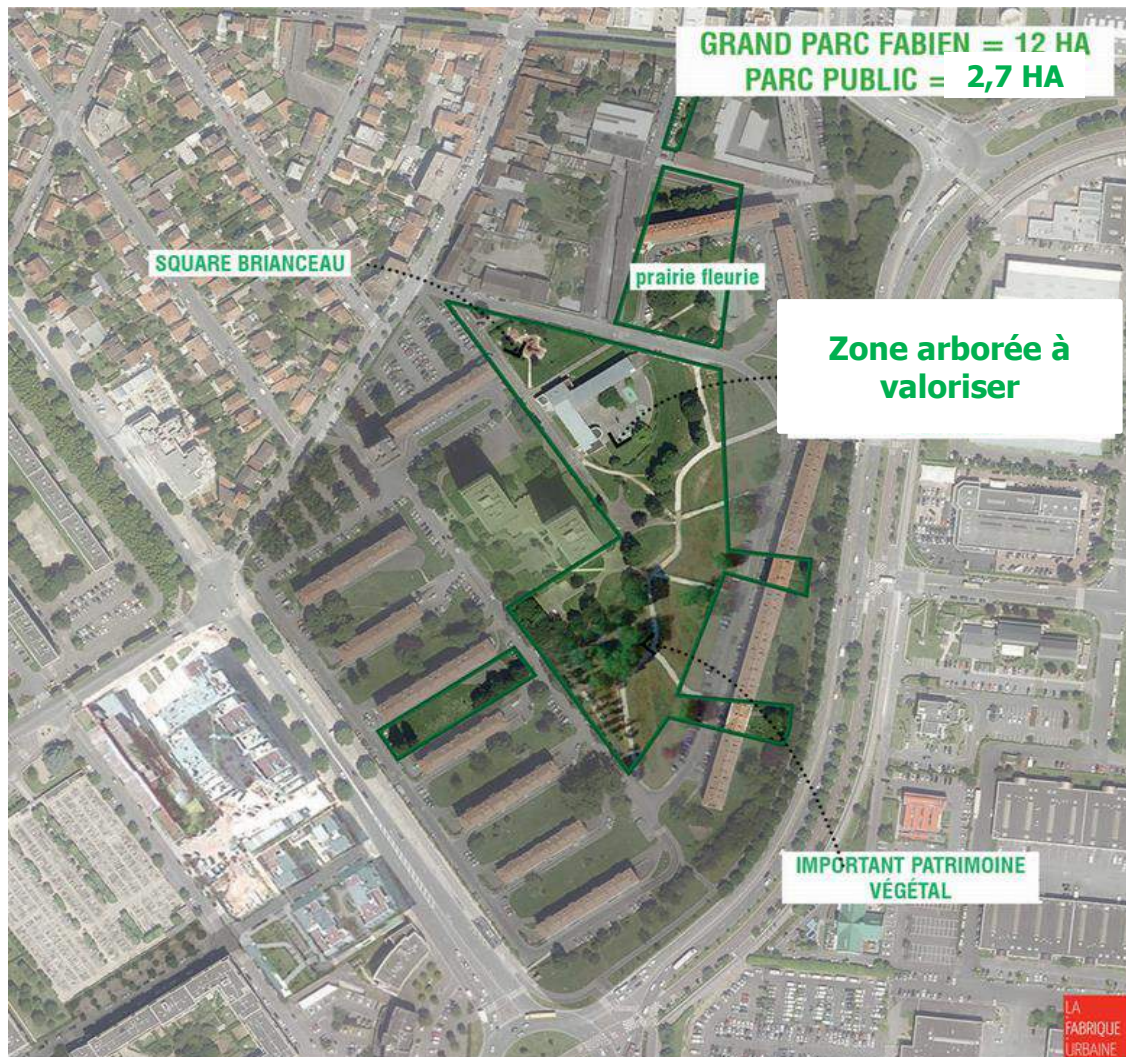 GRAND PARC FABIEN = 12 HA
PARC PUBLIC = 2,7 HA
SQUARE BRIANCEAU
prairie fleurie
Zone arborée à
valoriser
IMPORTANT PATRIMOINE
VÉGÉTAL
LA
FABRIQUE
URBAINE